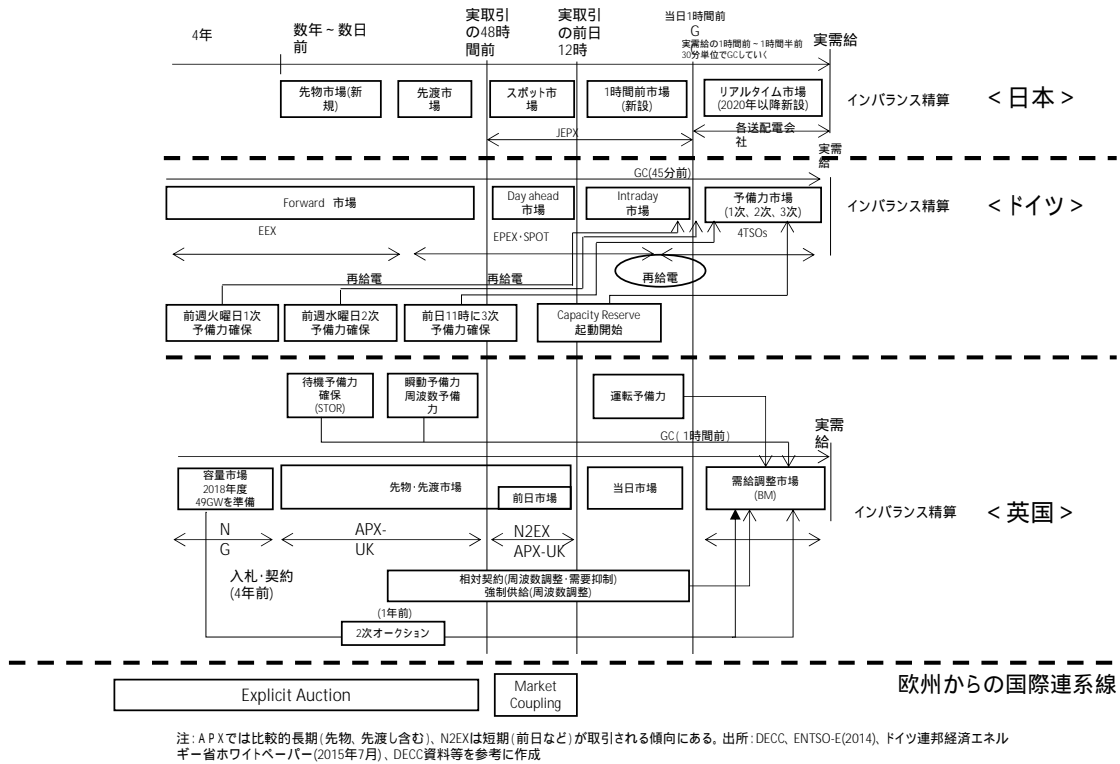 4年
数年~数日
前
実取引
の48時
間前
実取引
の前日
12時
当日1時間前
G
実需給の1時間前~1時間半前
30分単位でGCしていく
実需給
先物市場(新
規)
先渡市
場
スポット市
場
1時間前市場
(新設)
リアルタイム市場
(2020年以降新設)
インバランス精算
<日本>
JEPX
各送配電会
社
実需
給
GC(45分前)
Forward 市場
Day ahead
市場
Intraday
市場
予備力市場
(1次、2次、3次)
インバランス精算
<ドイツ>
EEX
EPEX・SPOT
4TSOs
再給電
再給電
再給電
前週火曜日1次
予備力確保
前週水曜日2次
予備力確保
前日11時に3次
予備力確保
Capacity Reserve
起動開始
待機予備力
確保
(STOR)
瞬動予備力
周波数予備
力
運転予備力
実需
給
GC( 1時間前)
容量市場
2018年度
49GWを準備
先物・先渡市場
前日市場
当日市場
需給調整市場
(BM)
インバランス精算
<英国>
N
G
APX-
UK
N2EX
APX-UK
入札・契約
(4年前)
相対契約(周波数調整・需要抑制)
強制供給(周波数調整)
(1年前)
2次オークション
欧州からの国際連系線
Explicit Auction
Market
Coupling
注:APXでは比較的長期(先物、先渡し含む)、N2EXは短期(前日など)が取引される傾向にある。出所:DECC、ENTSO-E(2014)、ドイツ連邦経済エネル
ギー省ホワイトペーパー(2015年7月)、DECC資料等を参考に作成